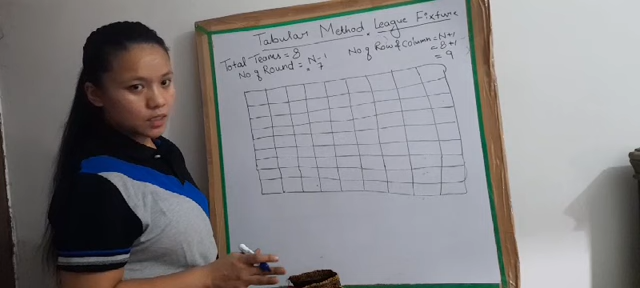 Tabular Method. League Fixture
Total Teams = 8
No of Round = N-1
= 7
No of Row & Column = N+1
= 8+1
= 9